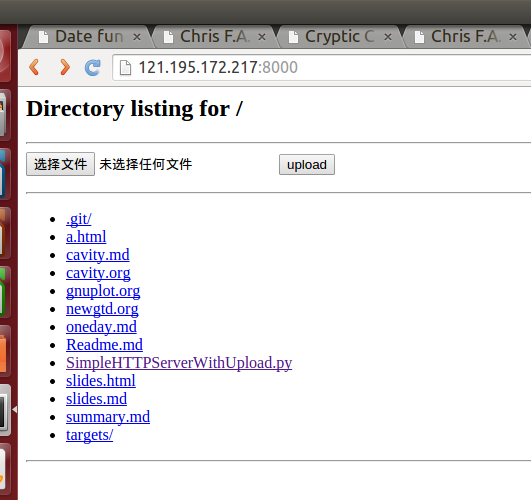 Date fun Chris F.A. Cryptic C Chris F.A.
121.195.172.217:8000
Directory listing for /
选择文件 未选择任何文件 upload
.git/
a.html
cavity.md
cavity.org
gnuplot.org
newgtd.org
oneday.md
Readme.md
SimpleHTTPServerWithUpload.py
slides.html
slides.md
summary.md
targets/